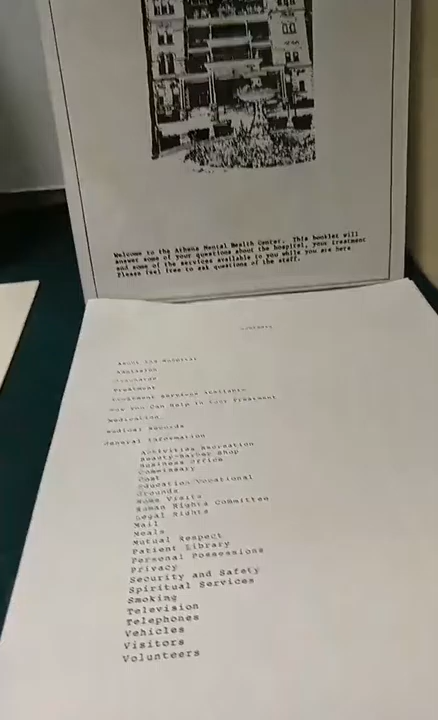 Welcome to the Athens Mental Health Center. This booklet will
answer some of your questions about the hospital, your treatment
and some of the services available to you while you are here
Please feel free to ask questions of the staff.
About the Hospital
Admission
Discharge
Treatment
Treatment Services Available
How You Can Help in Your Treatment
Medication
Medical Records
General Information
Activities Recreation
Beauty-Barber Shop
Business Office
Commissary
Cost
Education/Vocational
Grounds
Home Visits
Human Rights Committee
Legal Rights
Mail
Meals
Mutual Respect
Patient Library
Personal Possessions
Privacy
Security and Safety
Spiritual Services
Smoking
Television
Telephones
Vehicles
Visitors
Volunteers